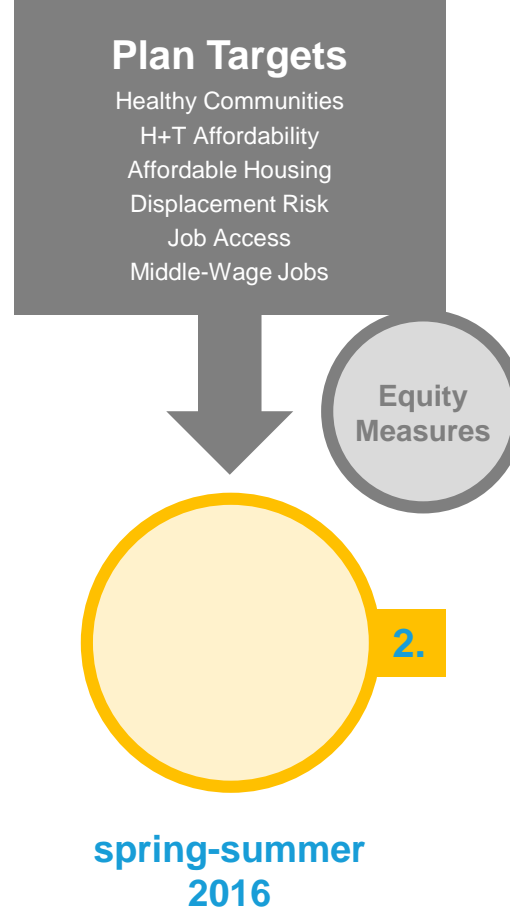 Plan Targets
Healthy Communities
H+T Affordability
Affordable Housing
Displacement Risk
Job Access
Middle-Wage Jobs
Equity
Measures
2.
spring-summer
2016